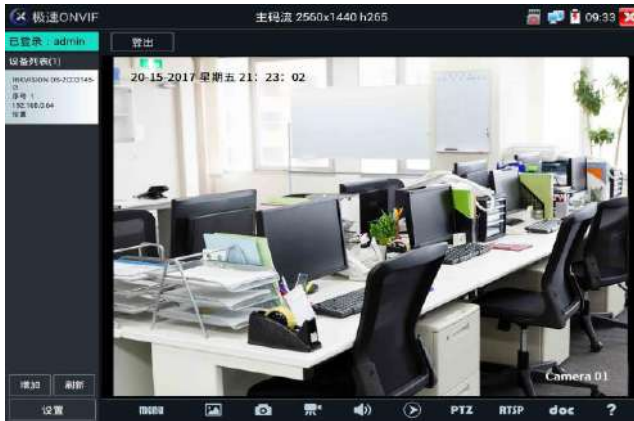 极速ONVIF
主码流 2560x1440 h265
09:33
已登录：admin
登出
设备列表(1)
序号 1
192.168.0.64
设置
20-15-2017 星期五 21：23：02
Camera 01
增加
刷新
设置
menu
PTZ
RTSP
doc
?